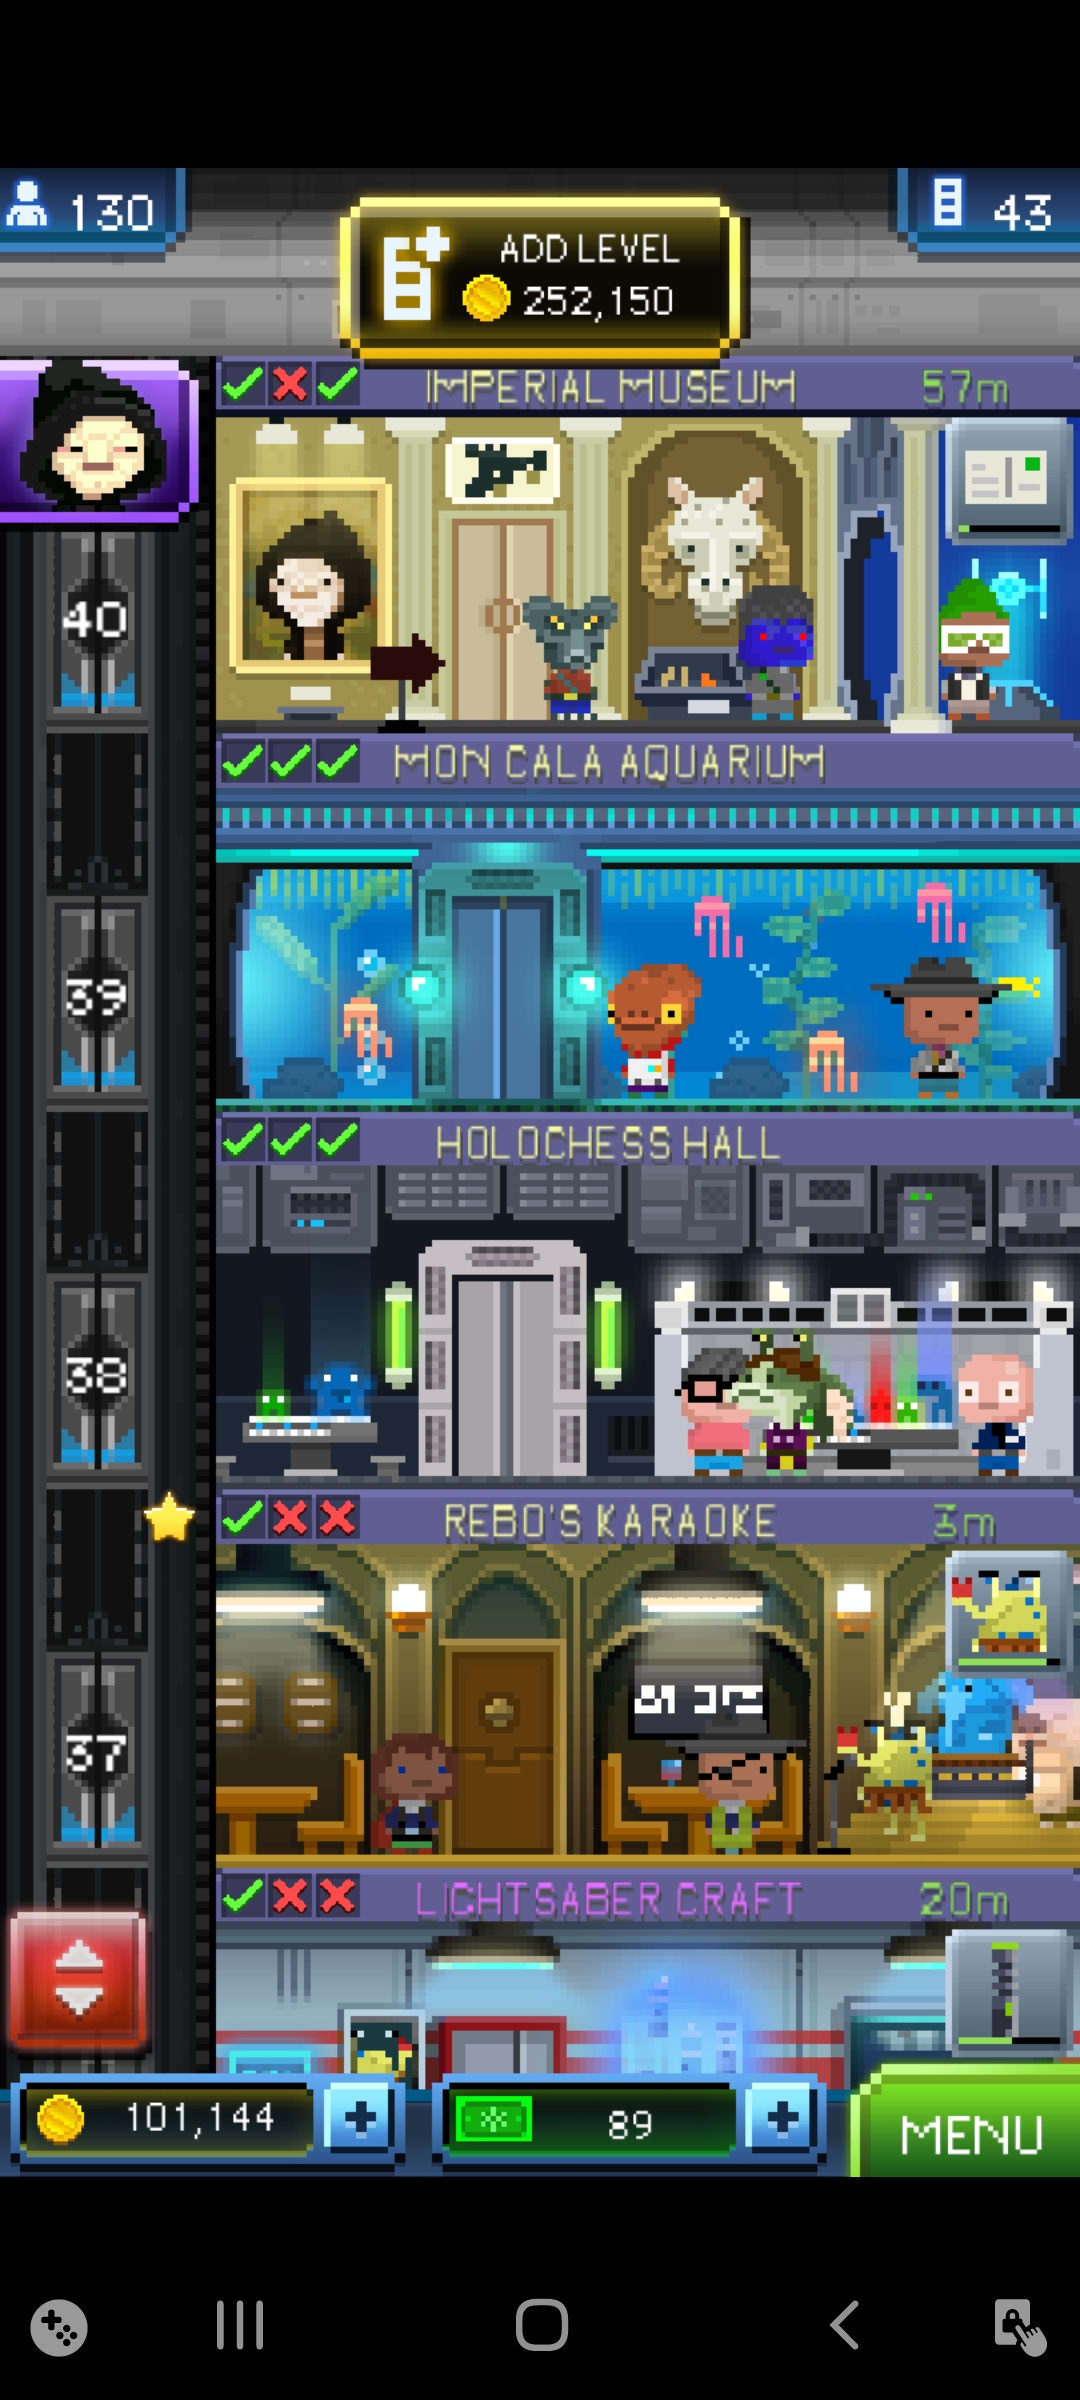 130
ADD LEVEL
252,150
43
IMPERIAL MUSEUM 57m
40
MON CALA AQUARIUM
39
HOLOCHESS HALL
38
REBO'S KARAOKE 3m
37
LIGHTSABER CRAFT 20m
101,144
89
MENU